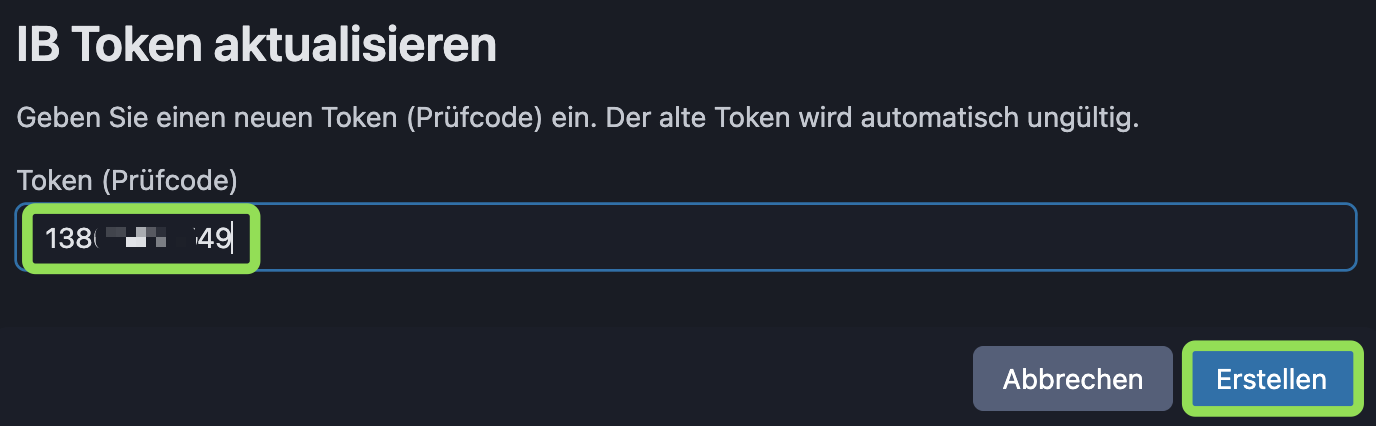 IB Token aktualisieren
Geben Sie einen neuen Token (Prüfcode) ein. Der alte Token wird automatisch ungültig.
Token (Prüfcode)
138 49
Abbrechen
Erstellen